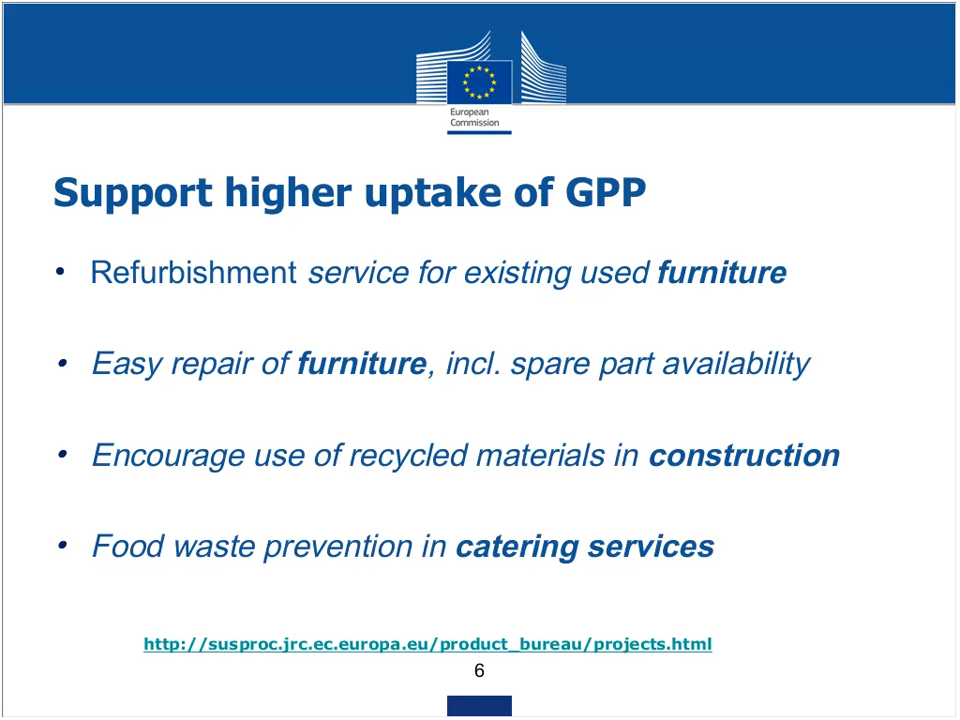 European
Commission
Support higher uptake of GPP
• Refurbishment service for existing used furniture
• Easy repair of furniture, incl. spare part availability
• Encourage use of recycled materials in construction
• Food waste prevention in catering services
http://susproc.jrc.ec.europa.eu/product_bureau/projects.html
6